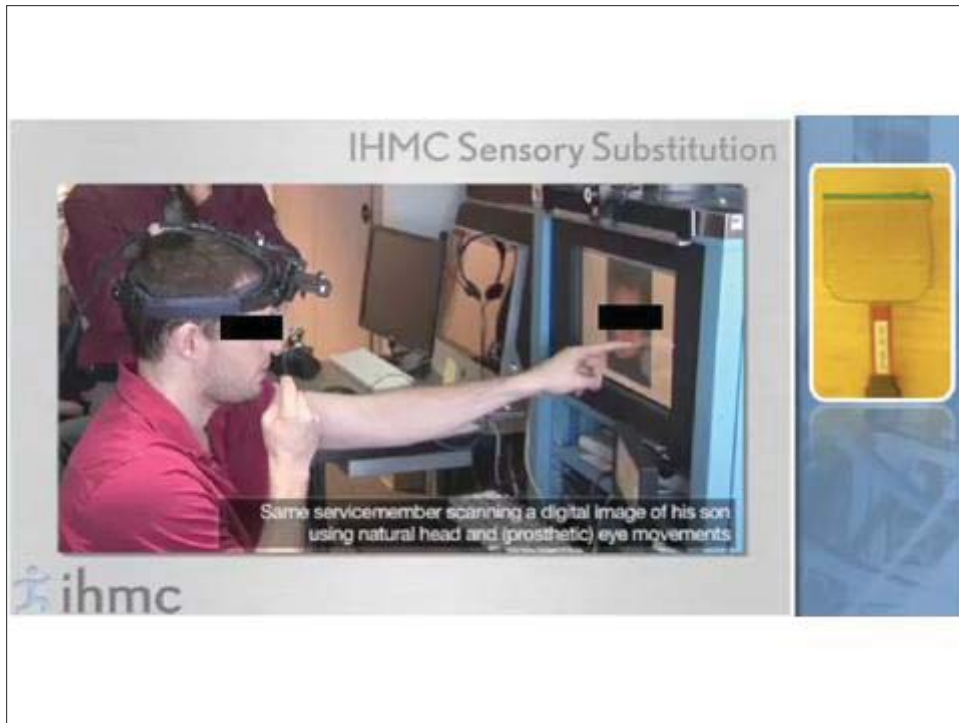 IHMC Sensory Substitution
Same servicemember scanning a digital image of his son
using natural head and (prosthetic) eye movements
ihmc